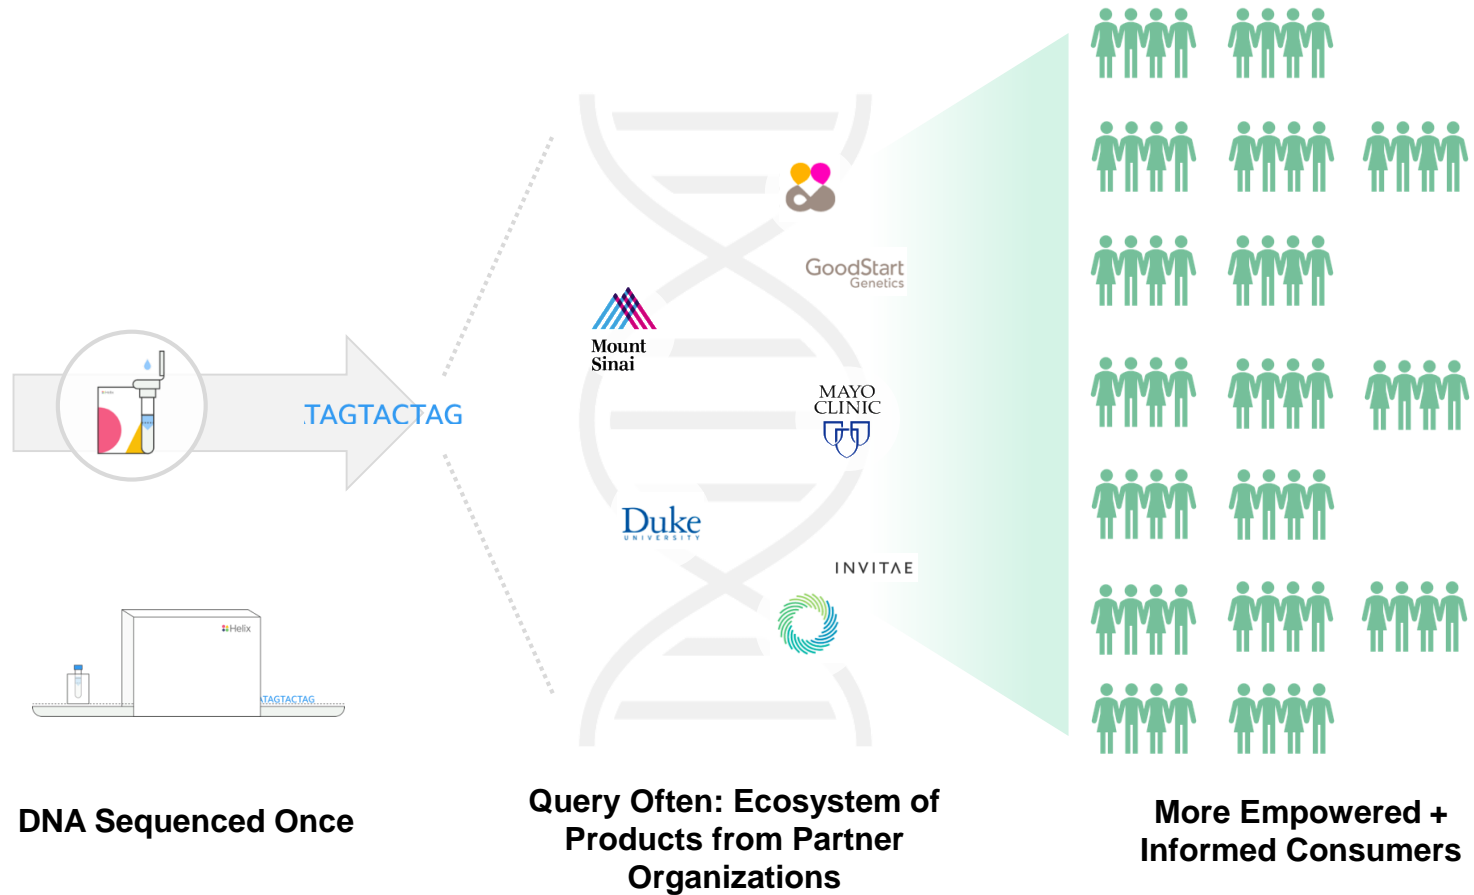 GoodStart
Genetics
Mount
Sinai
MAYO
CLINIC
TAGTACTAG
Duke
UNIVERSITY
INVITAE
Helix
ATAGTACTAG
DNA Sequenced Once
Query Often: Ecosystem of
Products from Partner
Organizations
More Empowered +
Informed Consumers